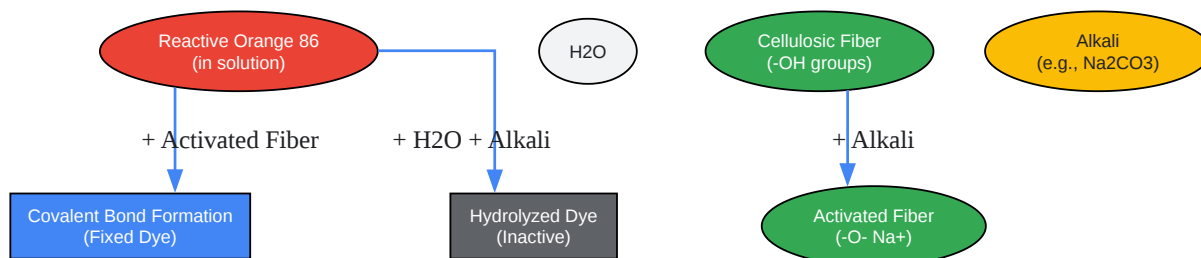 Reactive Orange 86
(in solution)
H2O
Cellulosic Fiber
(-OH groups)
Alkali
(e.g., Na2CO3)
+ Activated Fiber
+ H2O + Alkali
+ Alkali
Covalent Bond Formation
(Fixed Dye)
Hydrolyzed Dye
(Inactive)
Activated Fiber
(-O- Na+)